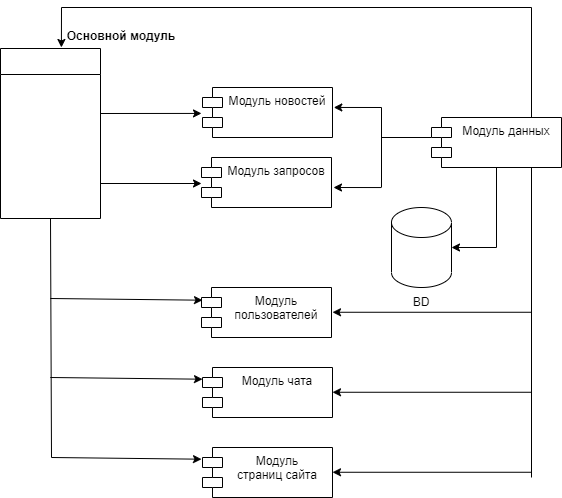 Основной модуль
Модуль новостей
Модуль данных
Модуль запросов
BD
Модуль
пользователей
Модуль чата
Модуль
страниц сайта